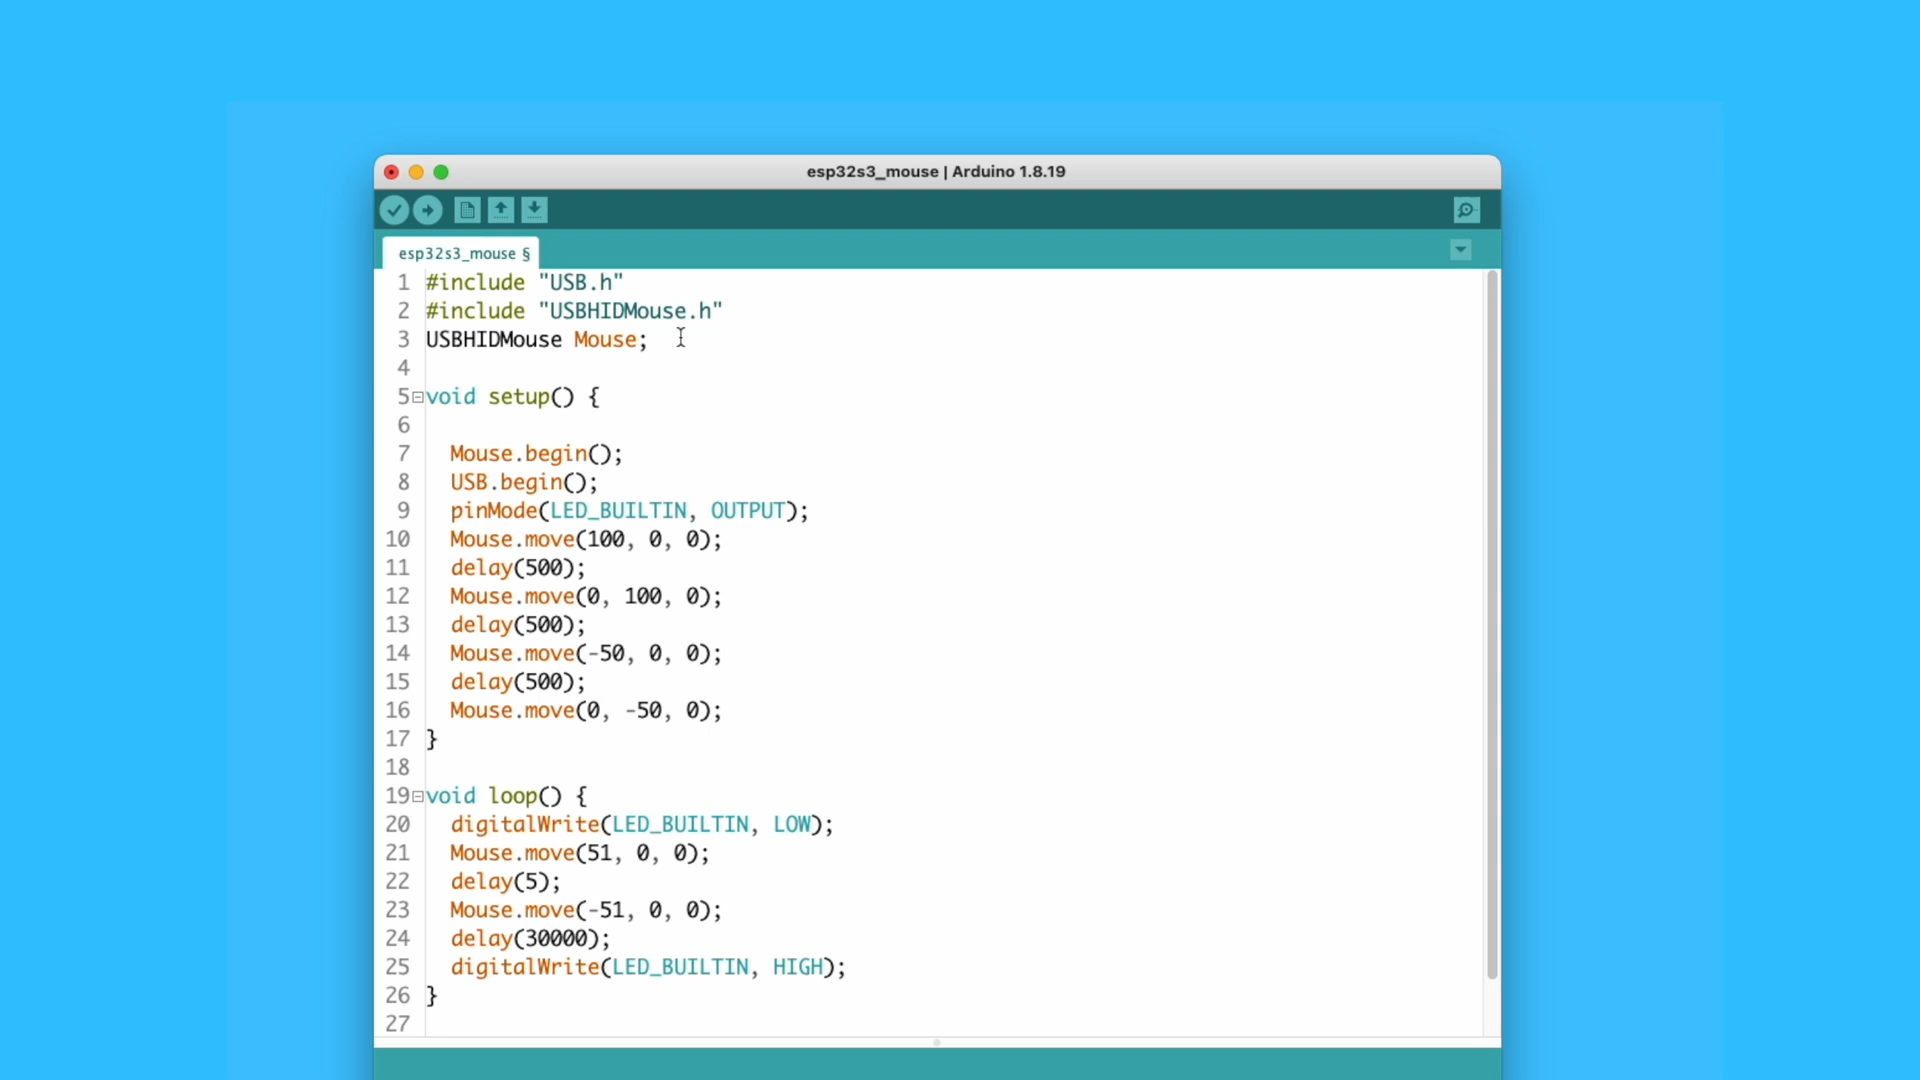 esp32s3_mouse | Arduino 1.8.19
esp32s3_mouse §
1 #include "USB.h"
2 #include "USBHIDMouse.h"
3 USBHIDMouse Mouse;
4
5 void setup() {
6
7 Mouse.begin();
8 USB.begin();
9 pinMode(LED_BUILTIN, OUTPUT);
10 Mouse.move(100, 0, 0);
11 delay(500);
12 Mouse.move(0, 100, 0);
13 delay(500);
14 Mouse.move(-50, 0, 0);
15 delay(500);
16 Mouse.move(0, -50, 0);
17 }
18
19 void loop() {
20 digitalWrite(LED_BUILTIN, LOW);
21 Mouse.move(51, 0, 0);
22 delay(5);
23 Mouse.move(-51, 0, 0);
24 delay(30000);
25 digitalWrite(LED_BUILTIN, HIGH);
26 }
27